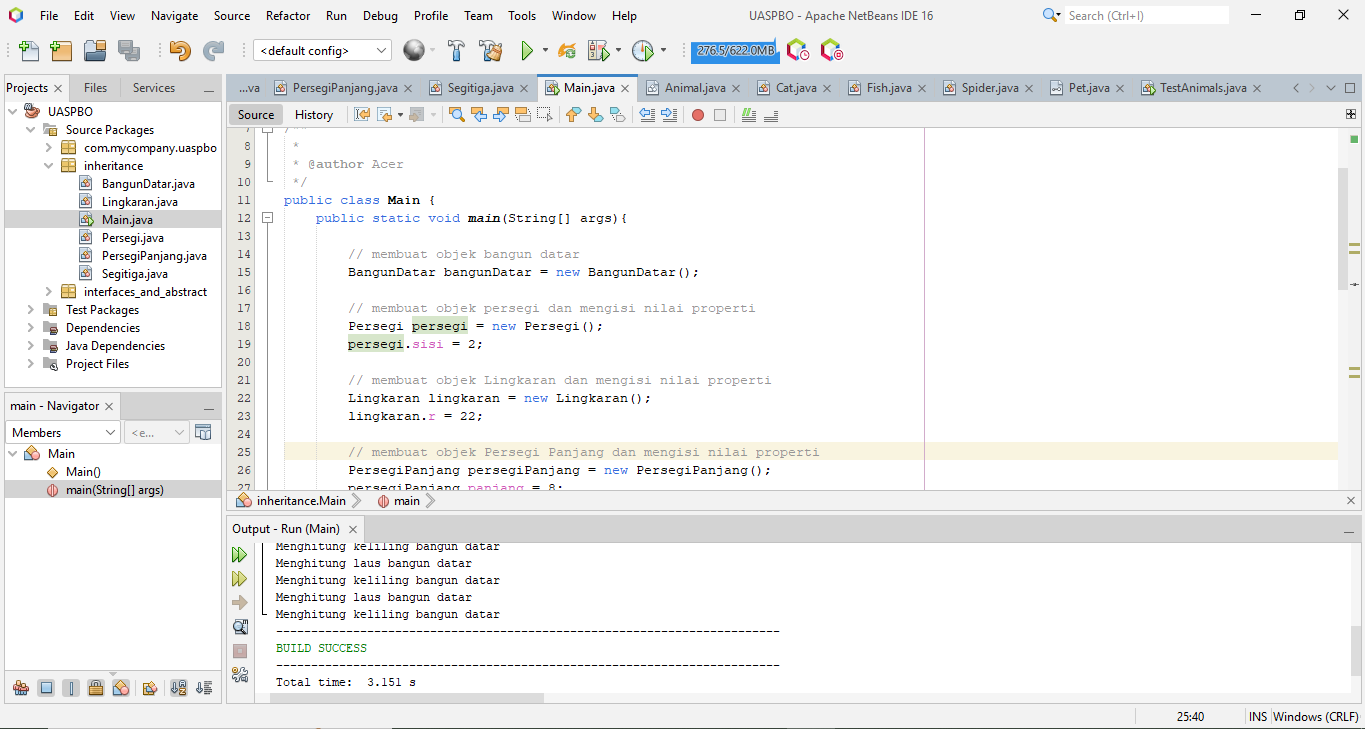 File Edit View Navigate Source Refactor Run Debug Profile Team Tools Window Help
UASPBO - Apache NetBeans IDE 16
Search (Ctrl+I)
<default config>
276.5/622.0MB
Projects Files Services
...va PersegiPanjang.java Segitiga.java Main.java Animal.java Cat.java Fish.java Spider.java Pet.java TestAnimals.java
Source History
UASPBO
Source Packages
com.mycompany.uaspbo
inheritance
BangunDatar.java
Lingkaran.java
Main.java
Persegi.java
PersegiPanjang.java
Segitiga.java
interfaces_and_abstract
Test Packages
Dependencies
Java Dependencies
Project Files
main - Navigator
Members <e...
Main
Main()
main(String[] args)
7 /**
8 *
9 * @author Acer
10 */
11 public class Main {
12 public static void main(String[] args){
13
14 // membuat objek bangun datar
15 BangunDatar bangunDatar = new BangunDatar();
16
17 // membuat objek persegi dan mengisi nilai properti
18 Persegi persegi = new Persegi();
19 persegi.sisi = 2;
20
21 // membuat objek Lingkaran dan mengisi nilai properti
22 Lingkaran lingkaran = new Lingkaran();
23 lingkaran.r = 22;
24
25 // membuat objek Persegi Panjang dan mengisi nilai properti
26 PersegiPanjang persegiPanjang = new PersegiPanjang();
27 persegiPanjang.panjang = 8;
inheritance.Main main
Output - Run (Main)
Menghitung keliling bangun datar
Menghitung laus bangun datar
Menghitung keliling bangun datar
Menghitung laus bangun datar
Menghitung keliling bangun datar
------------------------------------------------------------------------
BUILD SUCCESS
------------------------------------------------------------------------
Total time: 3.151 s
25:40 INS Windows (CRLF)